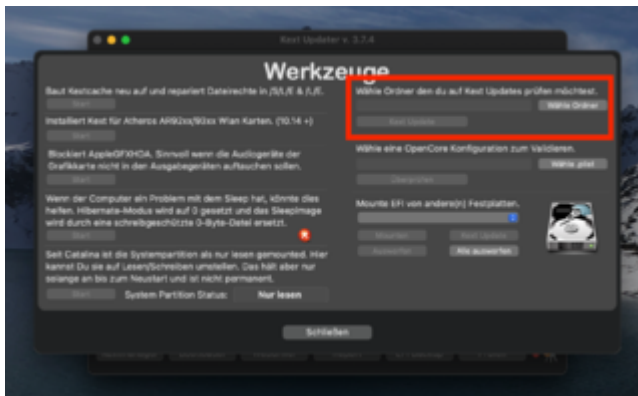 Kext Updater v. 3.7.4
Werkzeuge
Baut Kextcache neu auf und repariert Dateirechte in /S/L/E & /L/E.
Start
Installiert Kext für Atheros AR92xx/93xx Wlan Karten. (10.14 +)
Start
Blockiert AppleGFXHDA. Sinnvoll wenn die Audiogeräte der
Grafikkarte nicht in den Ausgabegeräten auftauchen sollen.
Start
Wenn der Computer ein Problem mit dem Sleep hat, könnte dies
helfen. Hibernate-Modus wird auf 0 gesetzt und das Sleepimage
wird durch eine schreibgeschützte 0-Byte-Datei ersetzt.
Start
Seit Catalina ist die Systempartition als nur lesen gemounted. Hier
kannst Du sie auf Lesen/Schreiben umstellen. Das hält aber nur
solange an bis zum Neustart und ist nicht permanent.
Start System Partition Status: Nur lesen
Wähle Ordner den du auf Kext Updates prüfen möchtest.
Wähle Ordner
Kext Update
Wähle eine OpenCore Konfiguration zum Validieren.
Wähle .plist
Überprüfen
Mounte EFI von andere(n) Festplatten.
Mounten Kext Update
Auswerfen Alle auswerfen
Schließen